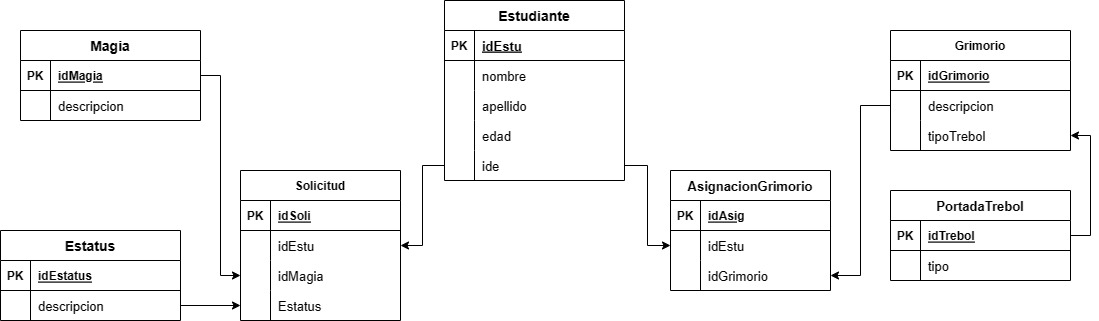 Magia
PK idMagia
descripcion
Estudiante
PK idEstu
nombre
apellido
edad
ide
Grimorio
PK idGrimorio
descripcion
tipoTrebol
Estatus
PK idEstatus
descripcion
Solicitud
PK idSoli
idEstu
idMagia
Estatus
AsignacionGrimorio
PK idAsig
idEstu
idGrimorio
PortadaTrebol
PK idTrebol
tipo